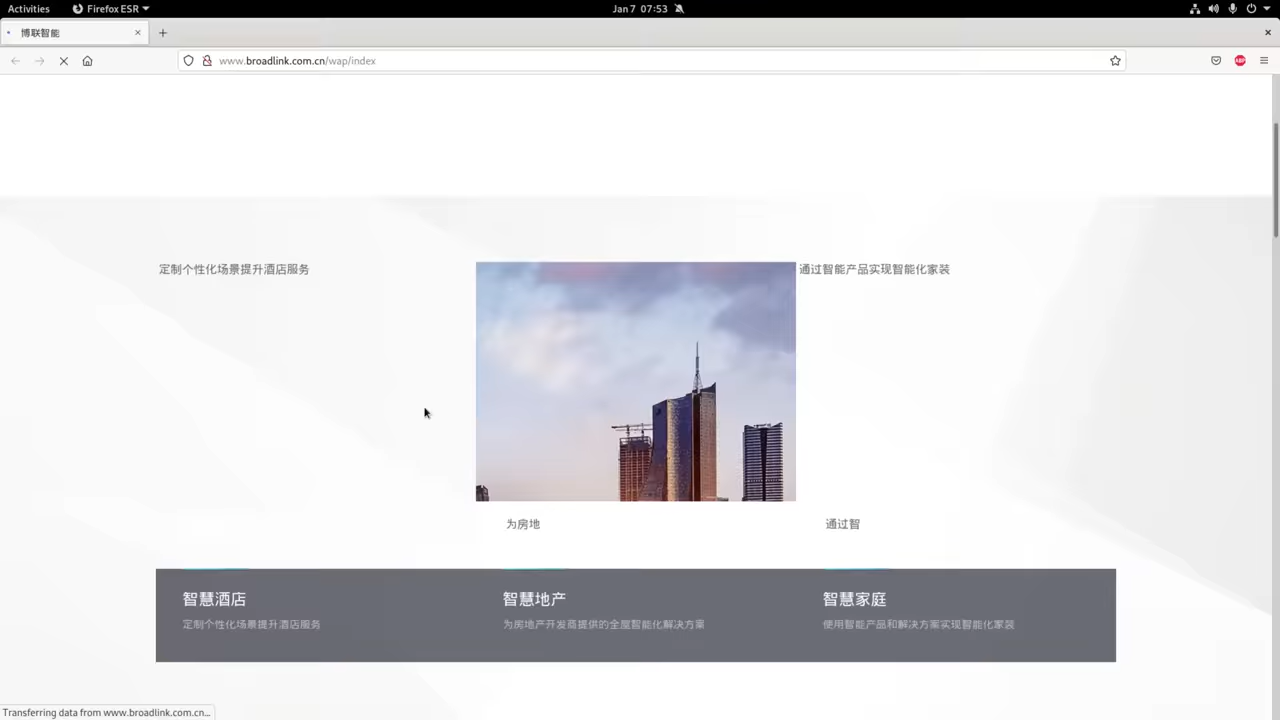 Activities
Firefox ESR
Jan 7 07:53
博联智能
www.broadlink.com.cn/wap/index
ABP
定制个性化场景提升酒店服务
通过智能产品实现智能化家装
为房地
通过智
智慧酒店
智慧地产
智慧家庭
定制个性化场景提升酒店服务
为房地产开发商提供的全屋智能化解决方案
使用智能产品和解决方案实现智能化家装
Transferring data from www.broadlink.com.cn...